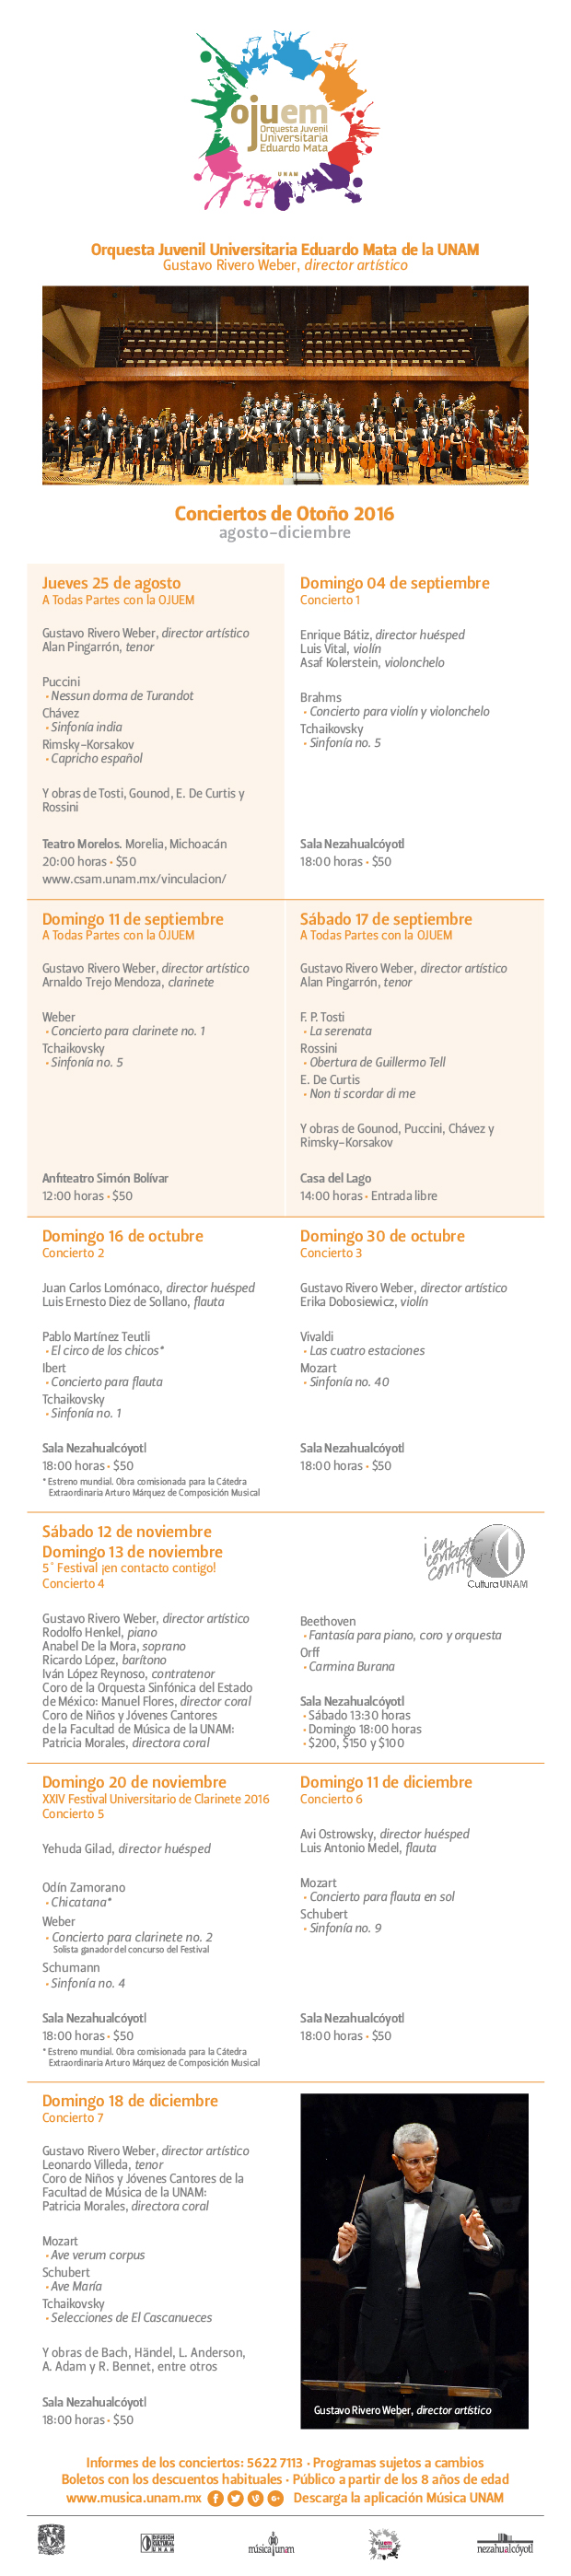 ojuem
Orquesta Juvenil
Universitaria
Eduardo Mata
UNAM
Orquesta Juvenil Universitaria Eduardo Mata de la UNAM
Gustavo Rivero Weber, director artístico
Conciertos de Otoño 2016
agosto–diciembre
Jueves 25 de agosto
A Todas Partes con la OJUEM
Gustavo Rivero Weber, director artístico
Alan Pingarrón, tenor
Puccini
• Nessun dorma de Turandot
Chávez
• Sinfonía india
Rimsky–Korsakov
• Capricho español
Y obras de Tosti, Gounod, E. De Curtis y
Rossini
Teatro Morelos. Morelia, Michoacán
20:00 horas • $50
www.csam.unam.mx/vinculacion/
Domingo 04 de septiembre
Concierto 1
Enrique Bátiz, director huésped
Luis Vital, violín
Asaf Kolerstein, violonchelo
Brahms
• Concierto para violín y violonchelo
Tchaikovsky
• Sinfonía no. 5
Sala Nezahualcóyotl
18:00 horas • $50
Domingo 11 de septiembre
A Todas Partes con la OJUEM
Gustavo Rivero Weber, director artístico
Arnaldo Trejo Mendoza, clarinete
Weber
• Concierto para clarinete no. 1
Tchaikovsky
• Sinfonía no. 5
Anfiteatro Simón Bolívar
12:00 horas • $50
Sábado 17 de septiembre
A Todas Partes con la OJUEM
Gustavo Rivero Weber, director artístico
Alan Pingarrón, tenor
F. P. Tosti
• La serenata
Rossini
• Obertura de Guillermo Tell
E. De Curtis
• Non ti scordar di me
Y obras de Gounod, Puccini, Chávez y
Rimsky–Korsakov
Casa del Lago
14:00 horas • Entrada libre
Domingo 16 de octubre
Concierto 2
Juan Carlos Lomónaco, director huésped
Luis Ernesto Diez de Sollano, flauta
Pablo Martínez Teutli
• El circo de los chicos*
Ibert
• Concierto para flauta
Tchaikovsky
• Sinfonía no. 1
Sala Nezahualcóyotl
18:00 horas • $50
* Estreno mundial. Obra comisionada para la Cátedra
Extraordinaria Arturo Márquez de Composición Musical
Domingo 30 de octubre
Concierto 3
Gustavo Rivero Weber, director artístico
Erika Dobosiewicz, violín
Vivaldi
• Las cuatro estaciones
Mozart
• Sinfonía no. 40
Sala Nezahualcóyotl
18:00 horas • $50
Sábado 12 de noviembre
Domingo 13 de noviembre
5° Festival ¡en contacto contigo!
Concierto 4
Gustavo Rivero Weber, director artístico
Rodolfo Henkel, piano
Anabel De la Mora, soprano
Ricardo López, barítono
Iván López Reynoso, contratenor
Coro de la Orquesta Sinfónica del Estado
de México: Manuel Flores, director coral
Coro de Niños y Jóvenes Cantores
de la Facultad de Música de la UNAM:
Patricia Morales, directora coral
¡en
contacto
contigo!
CulturaUNAM
Beethoven
• Fantasía para piano, coro y orquesta
Orff
• Carmina Burana
Sala Nezahualcóyotl
• Sábado 13:30 horas
• Domingo 18:00 horas
• $200, $150 y $100
Domingo 20 de noviembre
XXIV Festival Universitario de Clarinete 2016
Concierto 5
Yehuda Gilad, director huésped
Odín Zamorano
• Chicatana*
Weber
• Concierto para clarinete no. 2
Solista ganador del concurso del Festival
Schumann
• Sinfonía no. 4
Sala Nezahualcóyotl
18:00 horas • $50
* Estreno mundial. Obra comisionada para la Cátedra
Extraordinaria Arturo Márquez de Composición Musical
Domingo 11 de diciembre
Concierto 6
Avi Ostrowsky, director huésped
Luis Antonio Medel, flauta
Mozart
• Concierto para flauta en sol
Schubert
• Sinfonía no. 9
Sala Nezahualcóyotl
18:00 horas • $50
Domingo 18 de diciembre
Concierto 7
Gustavo Rivero Weber, director artístico
Leonardo Villeda, tenor
Coro de Niños y Jóvenes Cantores de la
Facultad de Música de la UNAM:
Patricia Morales, directora coral
Mozart
• Ave verum corpus
Schubert
• Ave María
Tchaikovsky
• Selecciones de El Cascanueces
Y obras de Bach, Händel, L. Anderson,
A. Adam y R. Bennet, entre otros
Sala Nezahualcóyotl
18:00 horas • $50
Gustavo Rivero Weber, director artístico
Informes de los conciertos: 5622 7113 • Programas sujetos a cambios
Boletos con los descuentos habituales • Público a partir de los 8 años de edad
www.musica.unam.mx Descarga la aplicación Música UNAM
DIFUSIÓN
CULTURAL
UNAM
música unam
ojuem
nezahualcóyotl